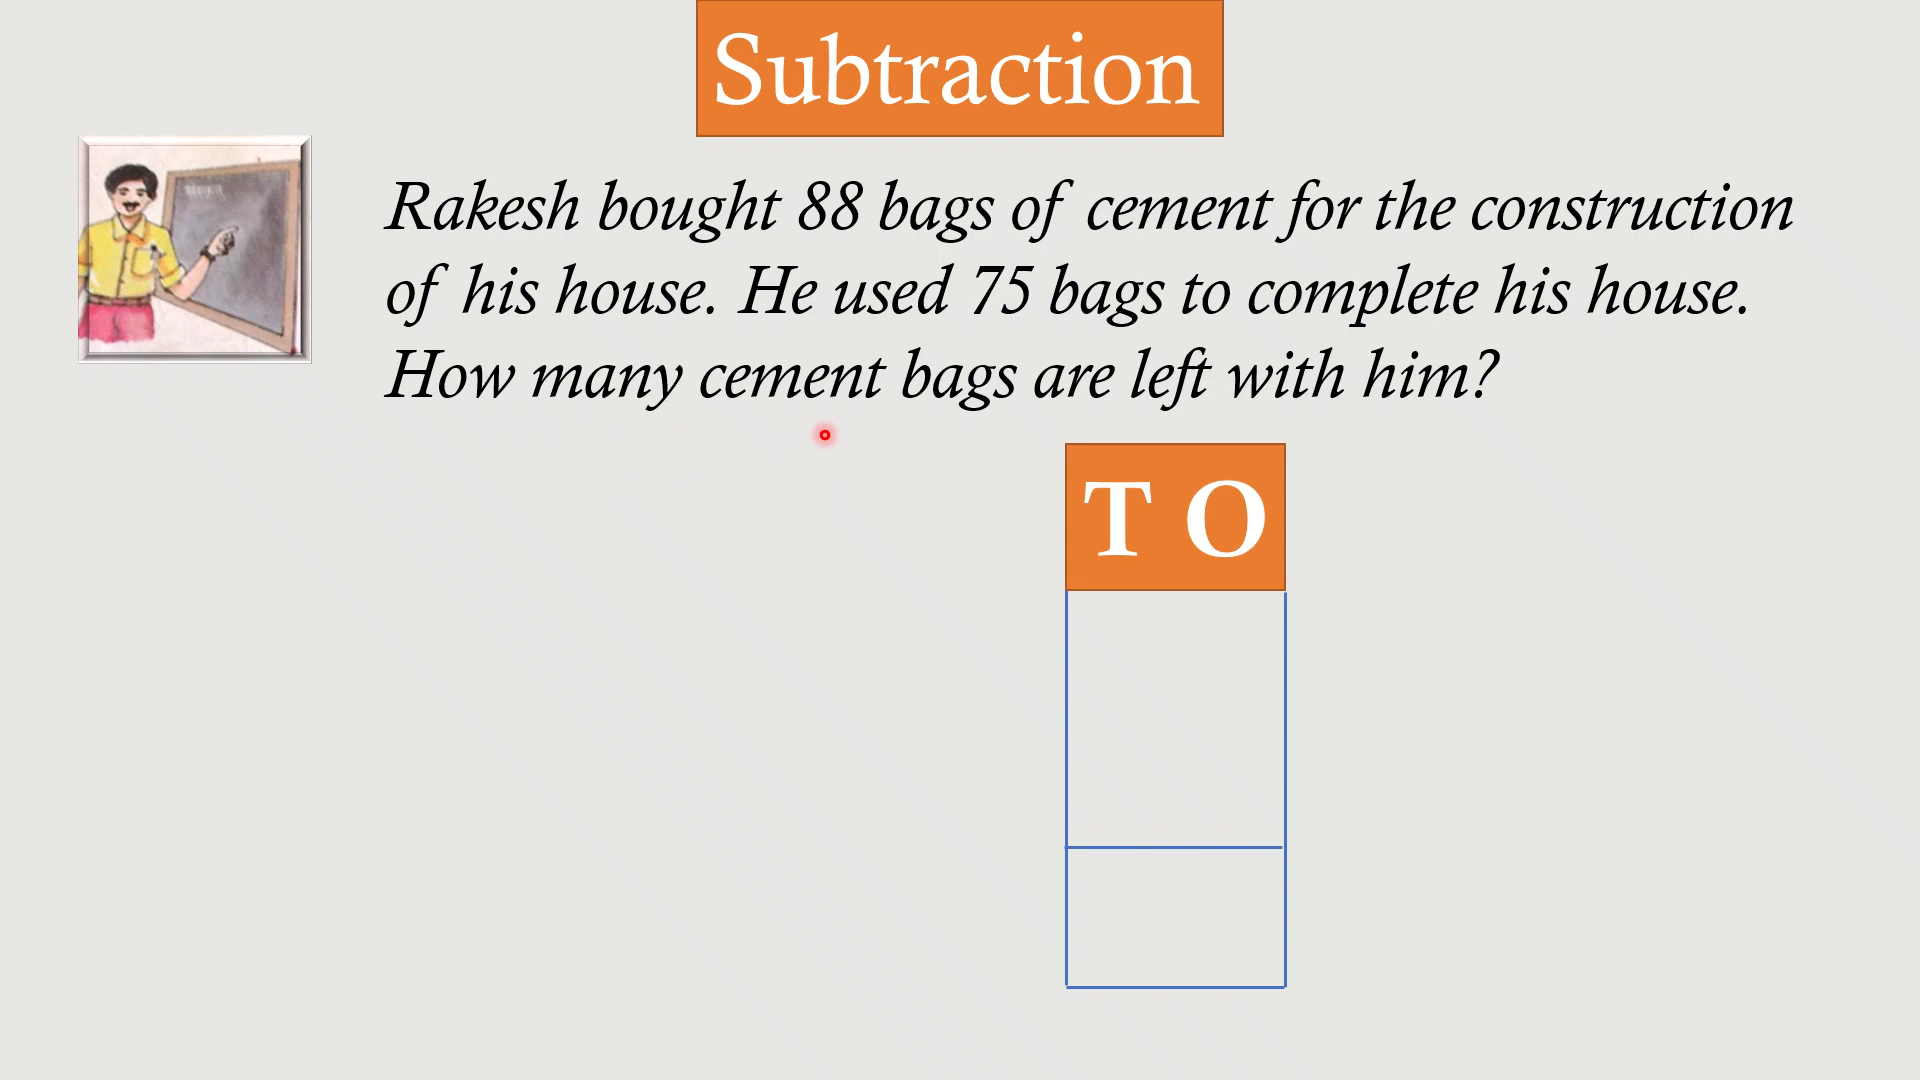 Subtraction
Rakesh bought 88 bags of cement for the construction
of his house. He used 75 bags to complete his house.
How many cement bags are left with him?
T O